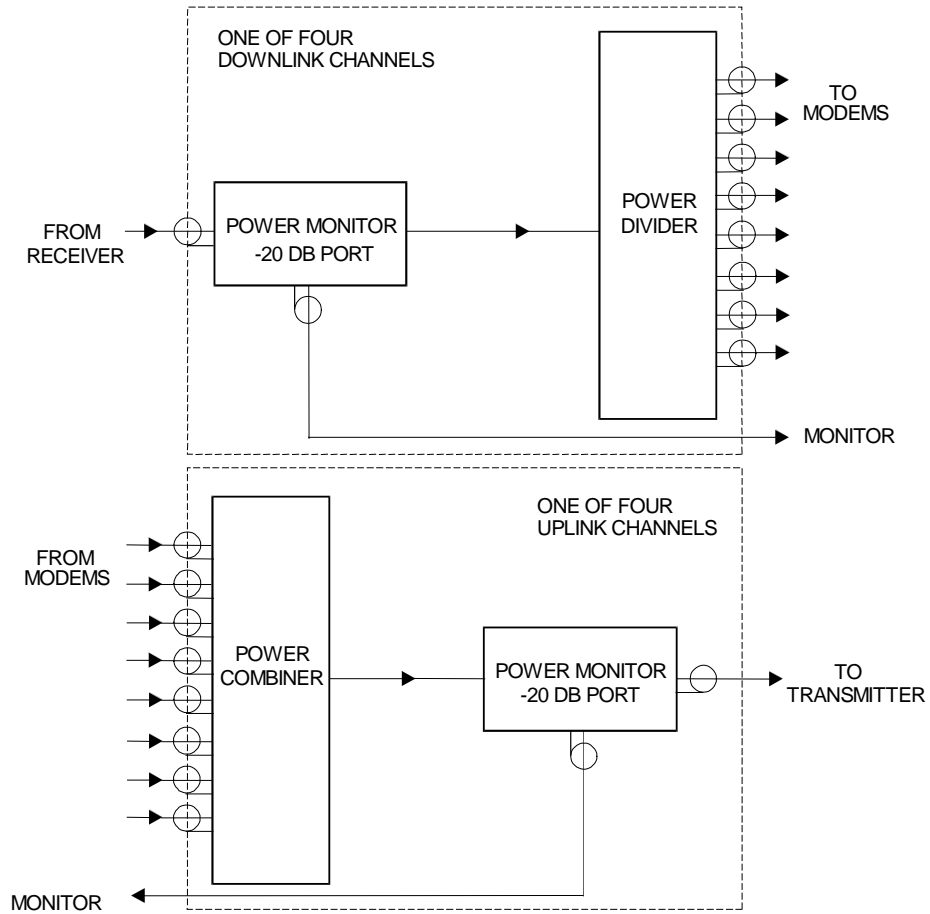 ONE OF FOUR
DOWNLINK CHANNELS
TO
MODEMS
POWER MONITOR
-20 DB PORT
POWER
DIVIDER
FROM
RECEIVER
MONITOR
ONE OF FOUR
UPLINK CHANNELS
FROM
MODEMS
POWER
COMBINER
POWER MONITOR
-20 DB PORT
TO
TRANSMITTER
MONITOR